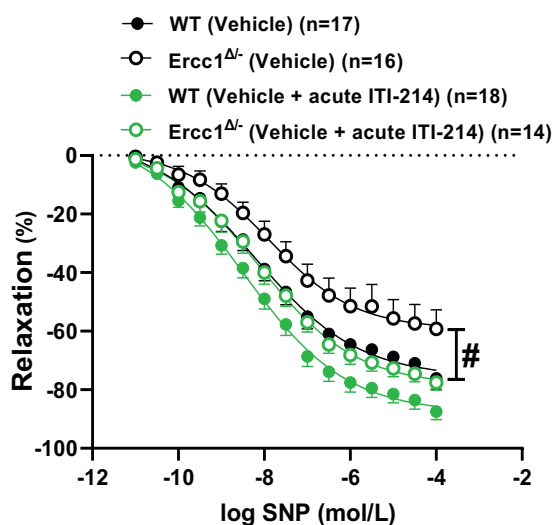 WT (Vehicle) (n=17)
Ercc1Δ/- (Vehicle) (n=16)
WT (Vehicle + acute ITI-214) (n=18)
Ercc1Δ/- (Vehicle + acute ITI-214) (n=14)
0
-20
-40
-60
-80
-100
Relaxation (%)
#
-12
-10
-8
-6
-4
-2
log SNP (mol/L)